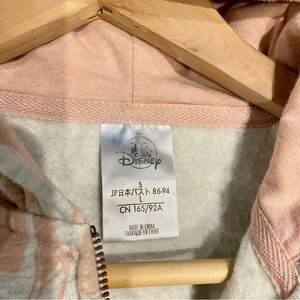 Disney
S
JP日本バスト 86-94
L
CN 165/92A
MADE IN CHINA
FABRIQUÉ EN CHINE